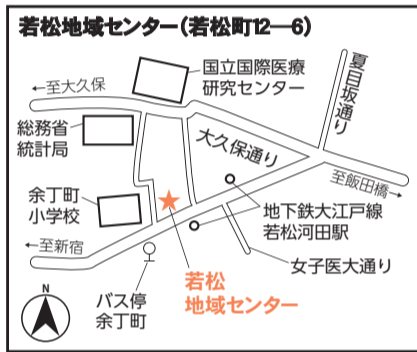 若松地域センター(若松町12―6)
国立国際医療
研究センター
夏目坂通り
←至大久保
総務省
統計局
大久保通り
至飯田橋→
余丁町
小学校
地下鉄大江戸線
若松河田駅
←至新宿
女子医大通り
若松
地域センター
バス停
余丁町
N